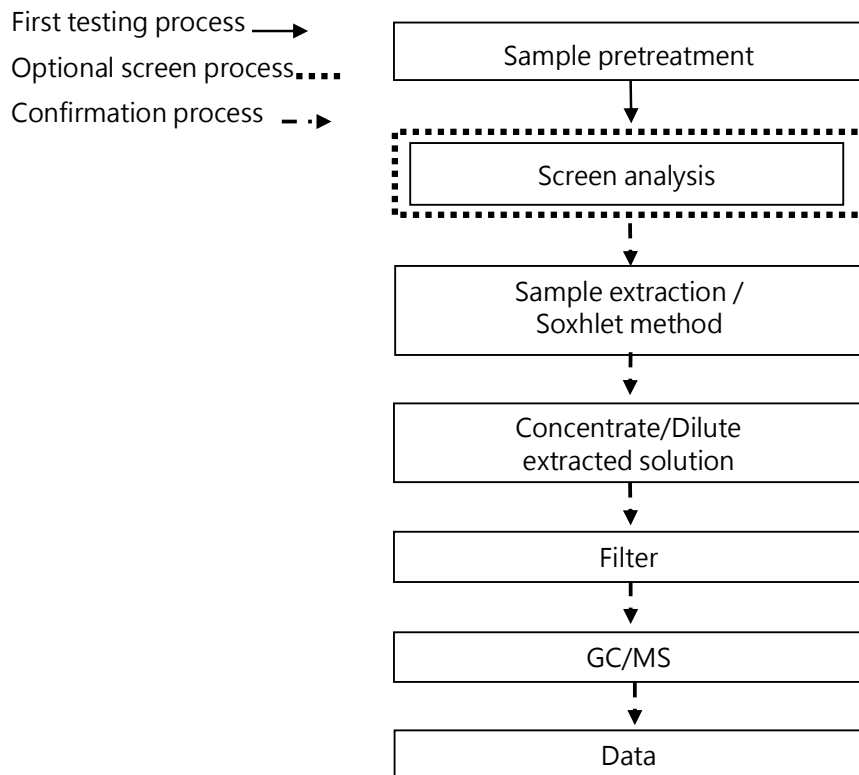 First testing process
Optional screen process
Confirmation process
Sample pretreatment
Screen analysis
Sample extraction /
Soxhlet method
Concentrate/Dilute
extracted solution
Filter
GC/MS
Data